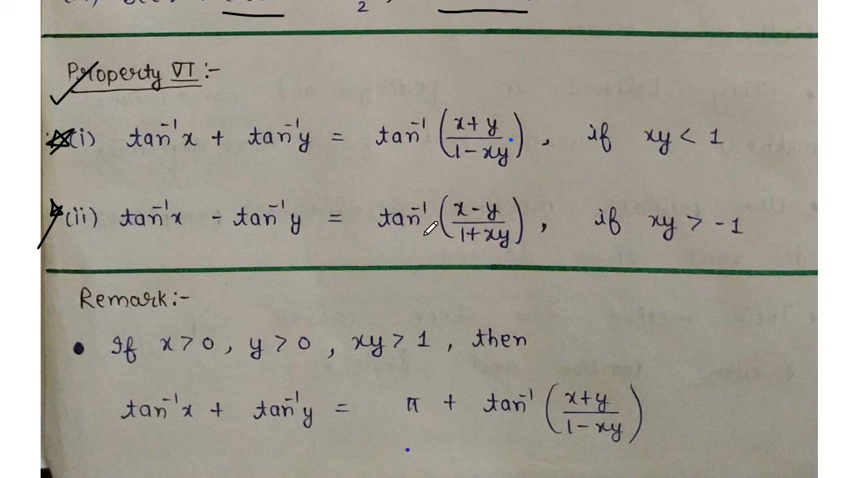 2
Property VI :-
(i) tan⁻¹x + tan⁻¹y = tan⁻¹ (x+y / 1-xy) , if xy < 1
(ii) tan⁻¹x - tan⁻¹y = tan⁻¹ (x-y / 1+xy) , if xy > -1
Remark :-
• If x>0 , y>0 , xy>1 , then
tan⁻¹x + tan⁻¹y = π + tan⁻¹ (x+y / 1-xy)